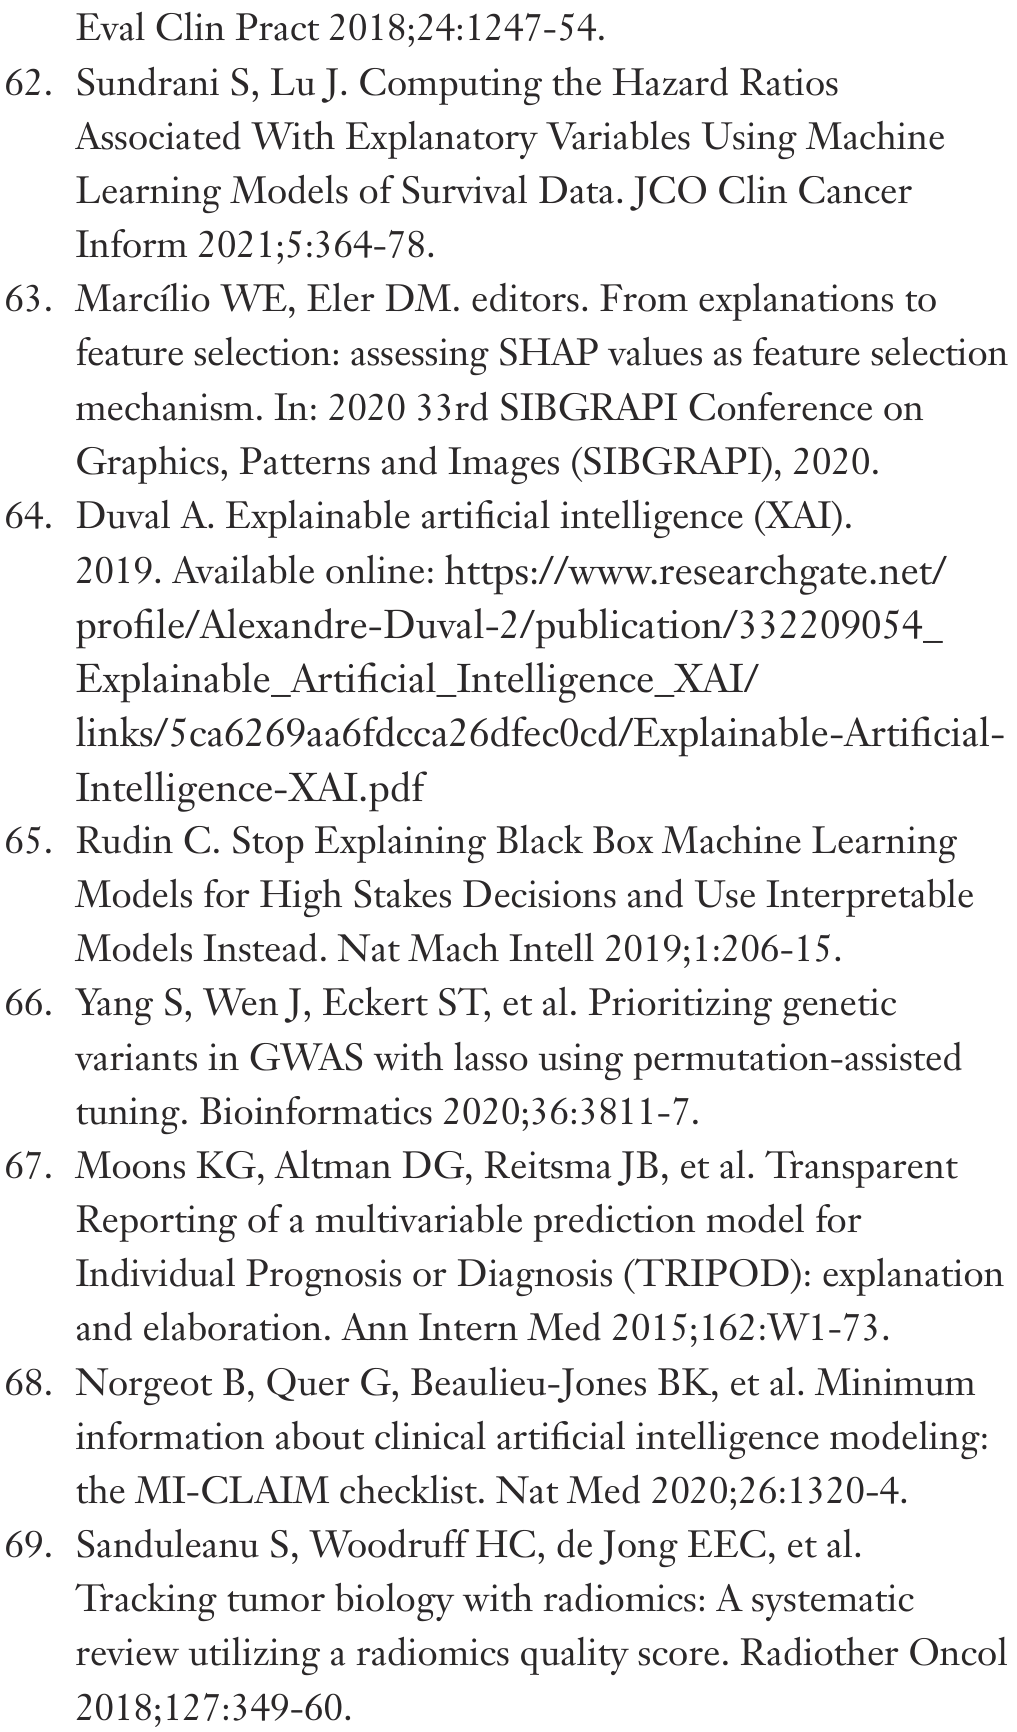 Eval Clin Pract 2018;24:1247-54.
62. Sundrani S, Lu J. Computing the Hazard Ratios
Associated With Explanatory Variables Using Machine
Learning Models of Survival Data. JCO Clin Cancer
Inform 2021;5:364-78.
63. Marcílio WE, Eler DM. editors. From explanations to
feature selection: assessing SHAP values as feature selection
mechanism. In: 2020 33rd SIBGRAPI Conference on
Graphics, Patterns and Images (SIBGRAPI), 2020.
64. Duval A. Explainable artificial intelligence (XAI).
2019. Available online: https://www.researchgate.net/
profile/Alexandre-Duval-2/publication/332209054_
Explainable_Artificial_Intelligence_XAI/
links/5ca6269aa6fdcca26dfec0cd/Explainable-Artificial-
Intelligence-XAI.pdf
65. Rudin C. Stop Explaining Black Box Machine Learning
Models for High Stakes Decisions and Use Interpretable
Models Instead. Nat Mach Intell 2019;1:206-15.
66. Yang S, Wen J, Eckert ST, et al. Prioritizing genetic
variants in GWAS with lasso using permutation-assisted
tuning. Bioinformatics 2020;36:3811-7.
67. Moons KG, Altman DG, Reitsma JB, et al. Transparent
Reporting of a multivariable prediction model for
Individual Prognosis or Diagnosis (TRIPOD): explanation
and elaboration. Ann Intern Med 2015;162:W1-73.
68. Norgeot B, Quer G, Beaulieu-Jones BK, et al. Minimum
information about clinical artificial intelligence modeling:
the MI-CLAIM checklist. Nat Med 2020;26:1320-4.
69. Sanduleanu S, Woodruff HC, de Jong EEC, et al.
Tracking tumor biology with radiomics: A systematic
review utilizing a radiomics quality score. Radiother Oncol
2018;127:349-60.